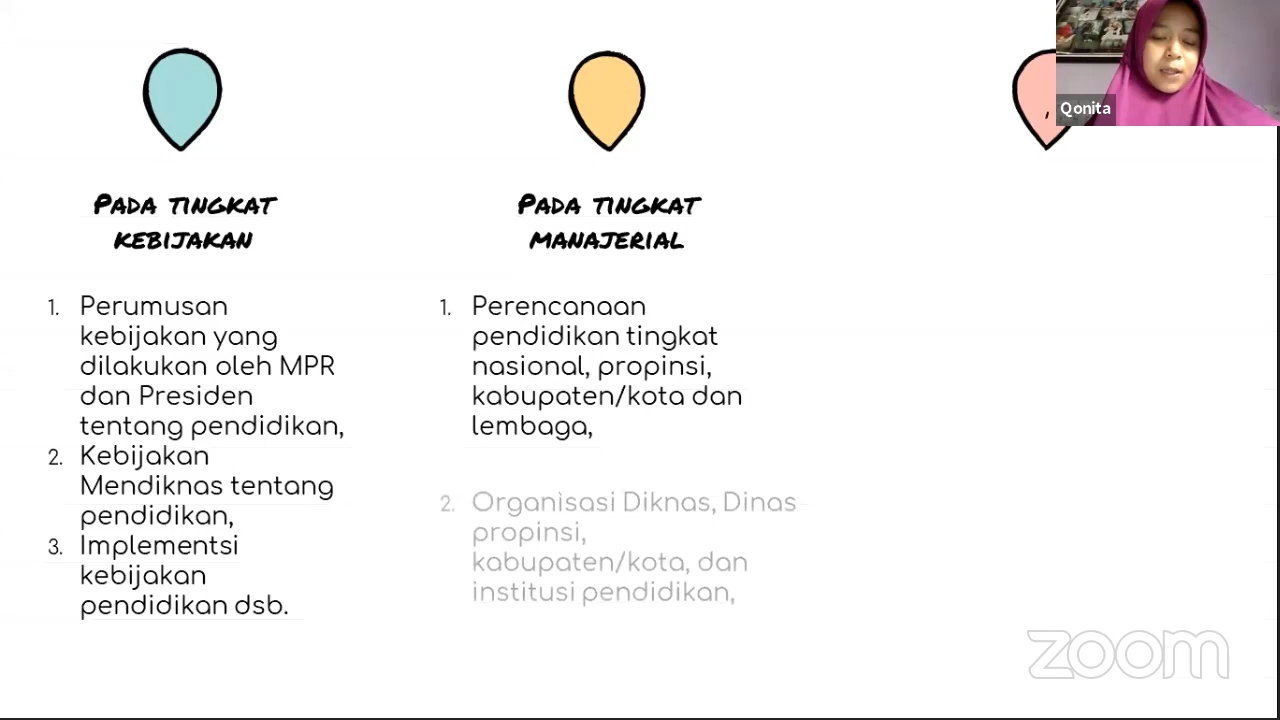 Qonita
Pada tingkat
kebijakan
1. Perumusan
kebijakan yang
dilakukan oleh MPR
dan Presiden
tentang pendidikan,
2. Kebijakan
Mendiknas tentang
pendidikan,
3. Implementsi
kebijakan
pendidikan dsb.
Pada tingkat
manajerial
1. Perencanaan
pendidikan tingkat
nasional, propinsi,
kabupaten/kota dan
lembaga,
2. Organisasi Diknas, Dinas
propinsi,
kabupaten/kota, dan
institusi pendidikan,
zoom